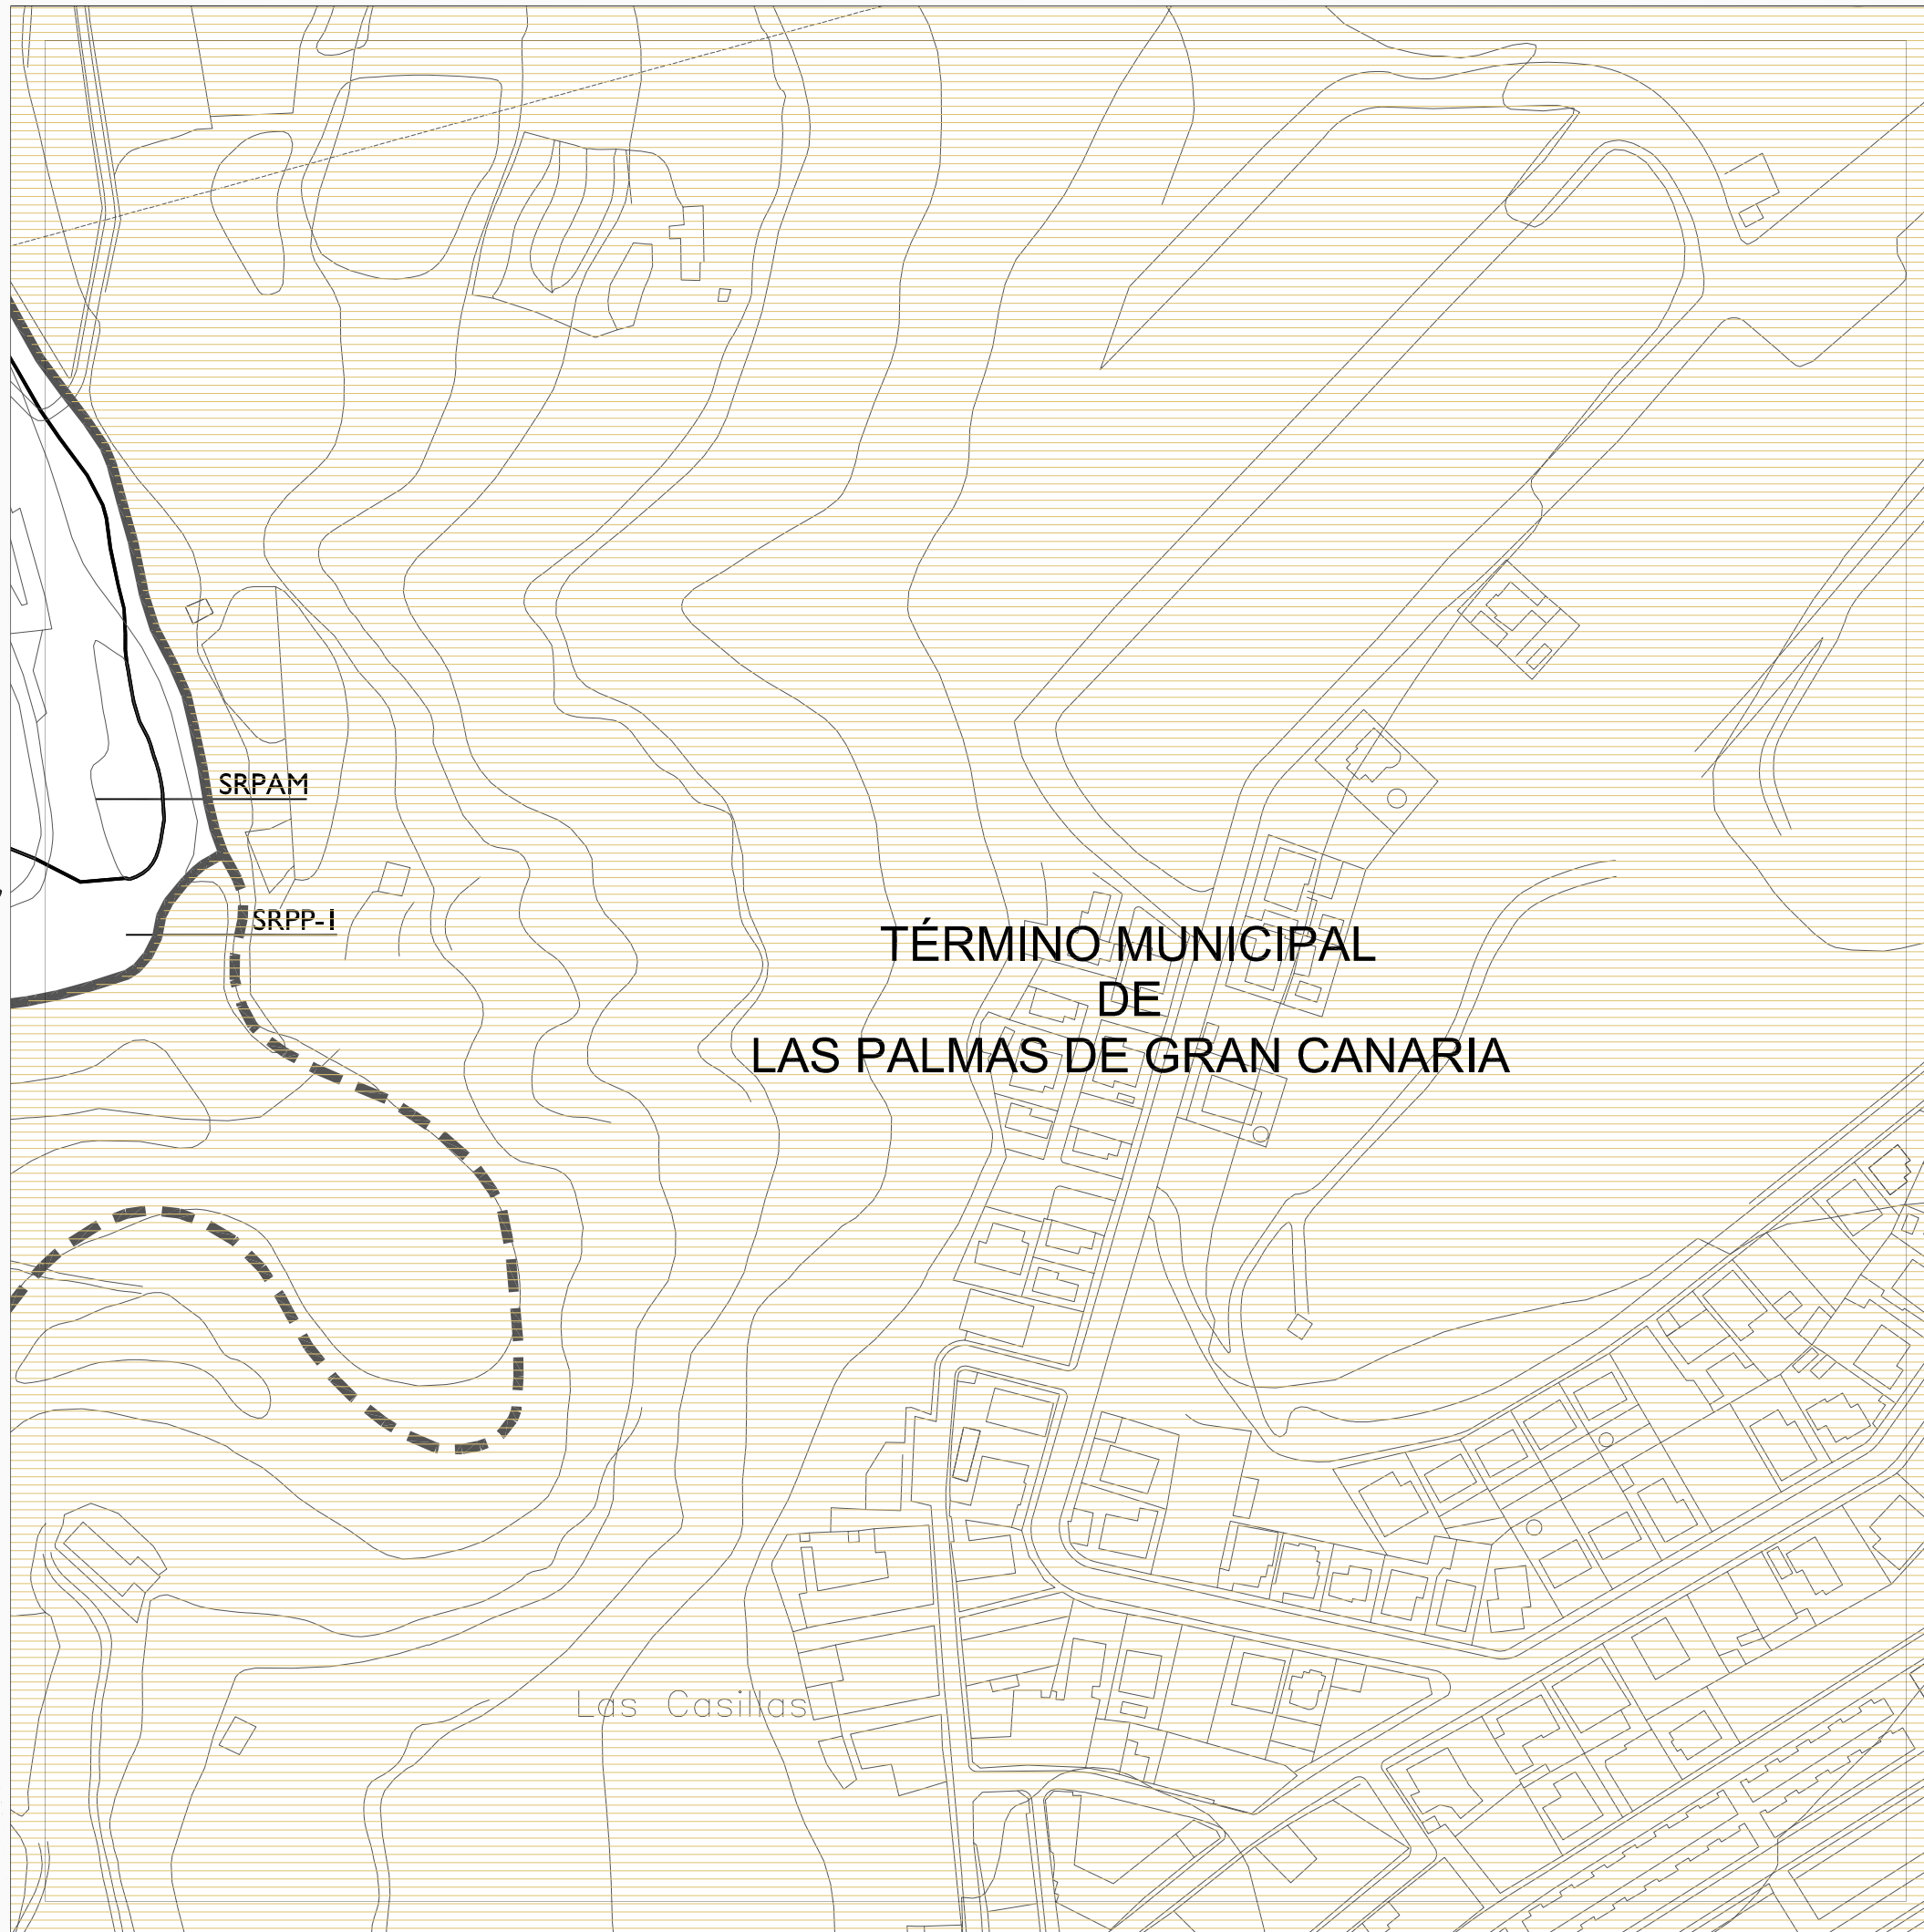 SRPAM
SRPP-1
TÉRMINO MUNICIPAL
DE
LAS PALMAS DE GRAN CANARIA
Las Casillas